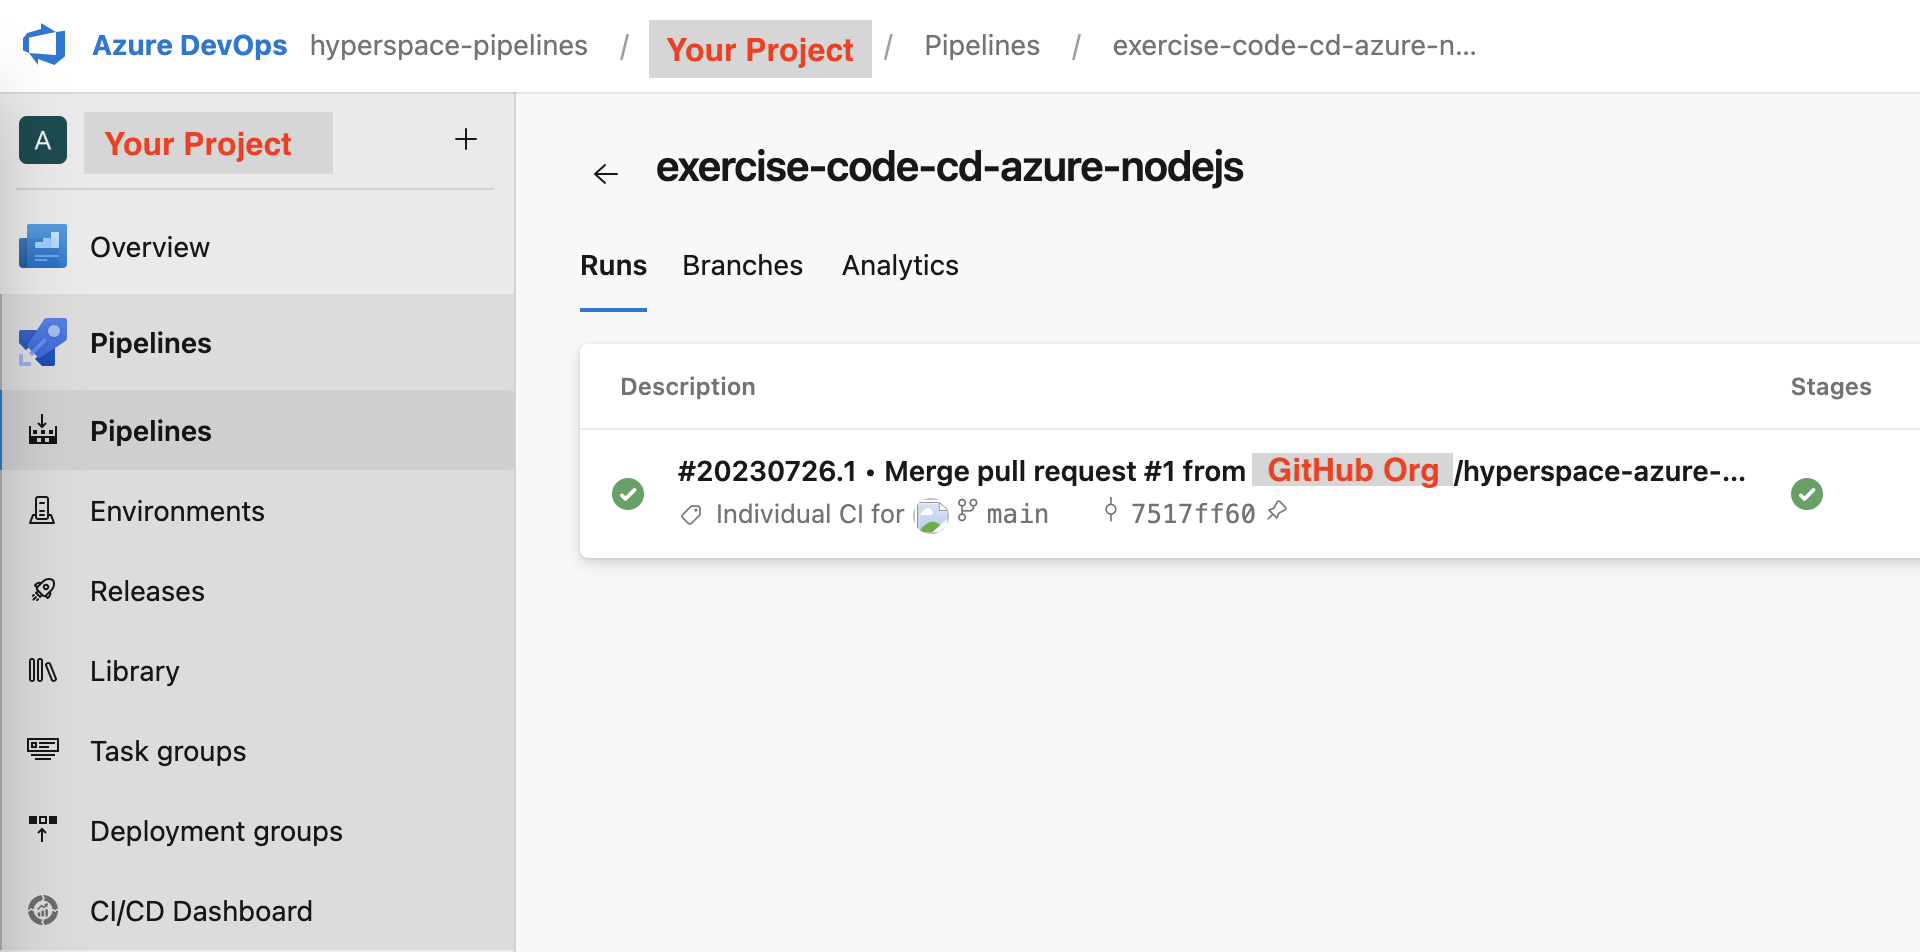 Azure DevOps hyperspace-pipelines / Your Project / Pipelines / exercise-code-cd-azure-n...
A Your Project +
exercise-code-cd-azure-nodejs
Overview
Runs Branches Analytics
Pipelines
Description Stages
Pipelines
#20230726.1 • Merge pull request #1 from GitHub Org /hyperspace-azure-...
Individual CI for main 7517ff60
Environments
Releases
Library
Task groups
Deployment groups
CI/CD Dashboard